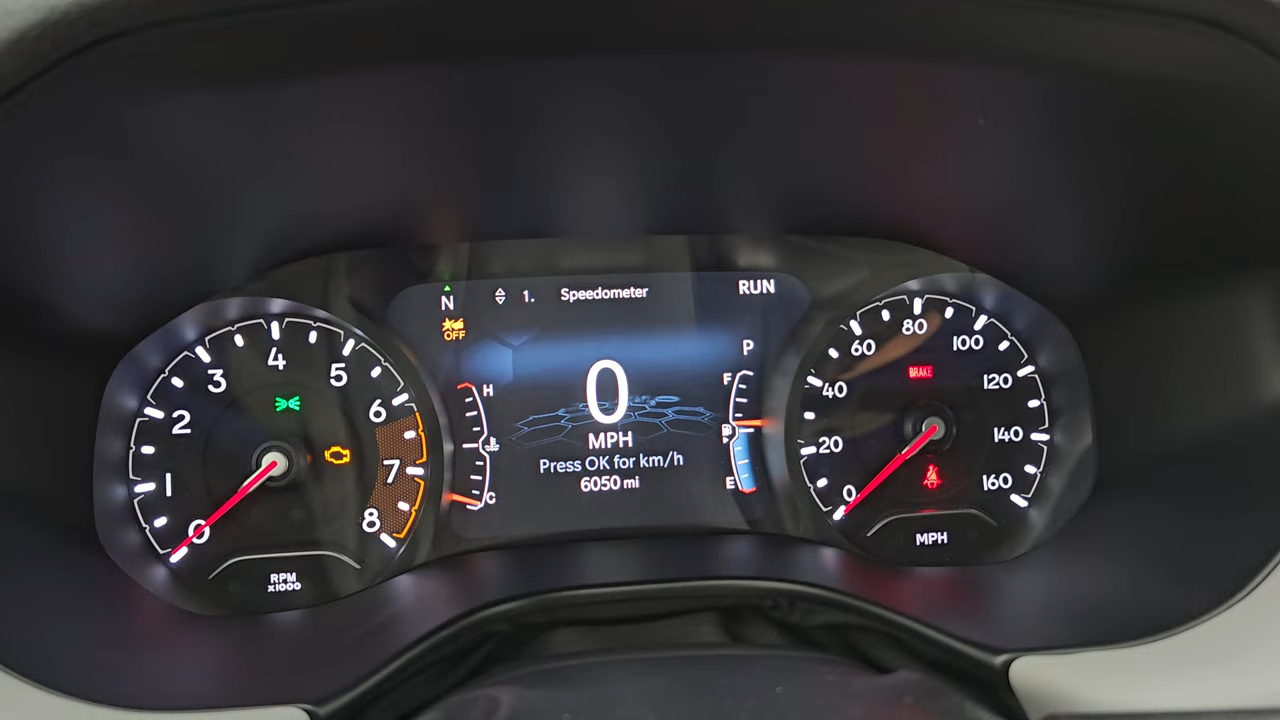 N
1. Speedometer
RUN
OFF
P
0
1
2
3
4
5
6
7
8
RPM
x1000
H
C
0
MPH
Press OK for km/h
6050 mi
F
E
0
20
40
60
80
100
120
140
160
BRAKE
MPH